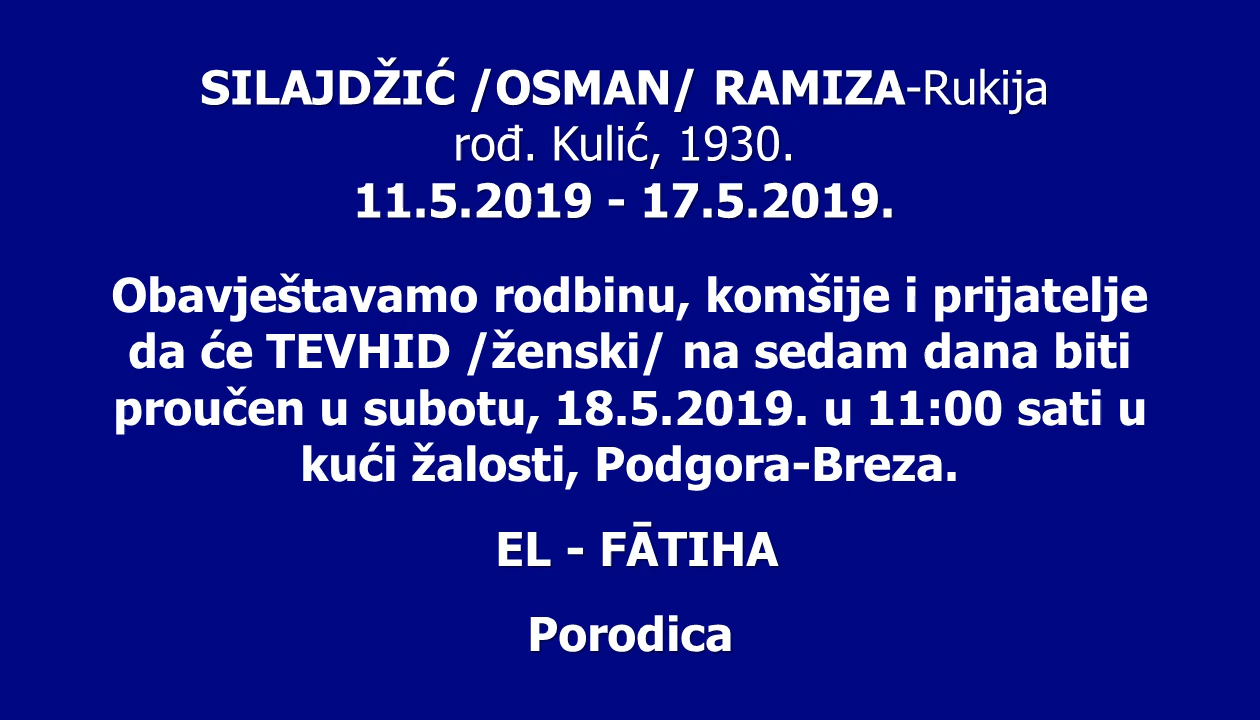 SILAJDŽIĆ /OSMAN/ RAMIZA-Rukija
rođ. Kulić, 1930.
11.5.2019 - 17.5.2019.
Obavještavamo rodbinu, komšije i prijatelje
da će TEVHID /ženski/ na sedam dana biti
proučen u subotu, 18.5.2019. u 11:00 sati u
kući žalosti, Podgora-Breza.
EL - FĀTIHA
Porodica